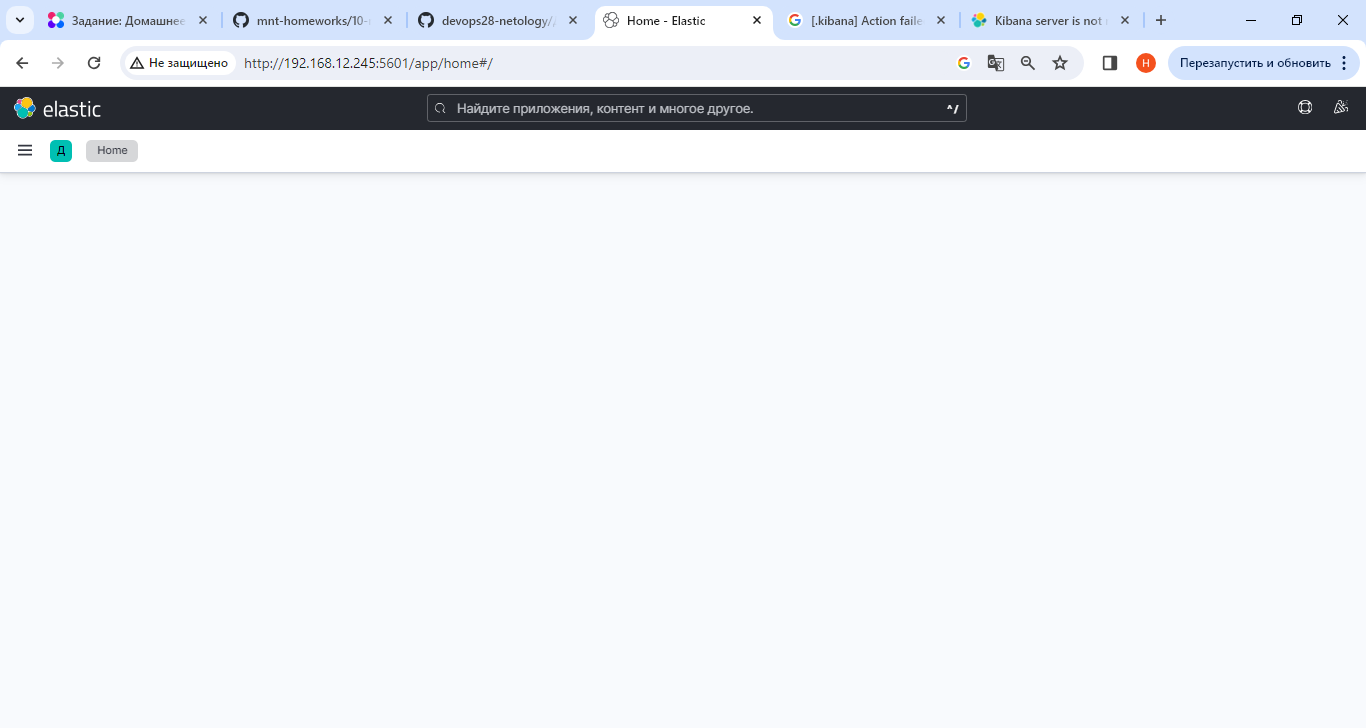 Задание: Домашнее
mnt-homeworks/10-
devops28-netology/
Home - Elastic
[.kibana] Action faile
Kibana server is not
Не защищено
http://192.168.12.245:5601/app/home#/
H
Перезапустить и обновить
elastic
Найдите приложения, контент и многое другое.
^/
Д
Home